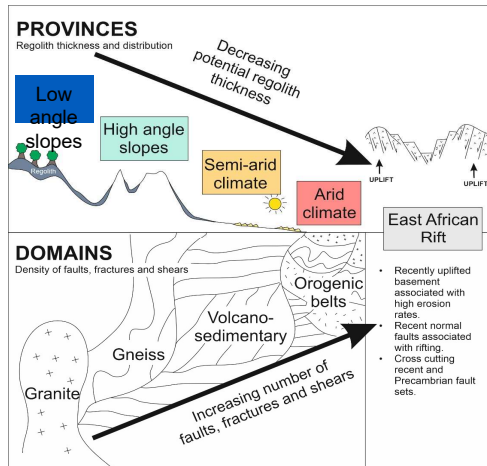 PROVINCES
Regolith thickness and distribution
Decreasing
potential regolith
thickness
Low
angle
slopes
High angle
slopes
Regolith
Semi-arid
climate
Arid
climate
UPLIFT
UPLIFT
East African
Rift
DOMAINS
Density of faults, fractures and shears
Granite
Gneiss
Volcano-
sedimentary
Orogenic
belts
Increasing number of
faults, fractures and shears
• Recently uplifted
basement
associated with
high erosion
rates.
• Recent normal
faults associated
with rifting.
• Cross cutting
recent and
Precambrian fault
sets.